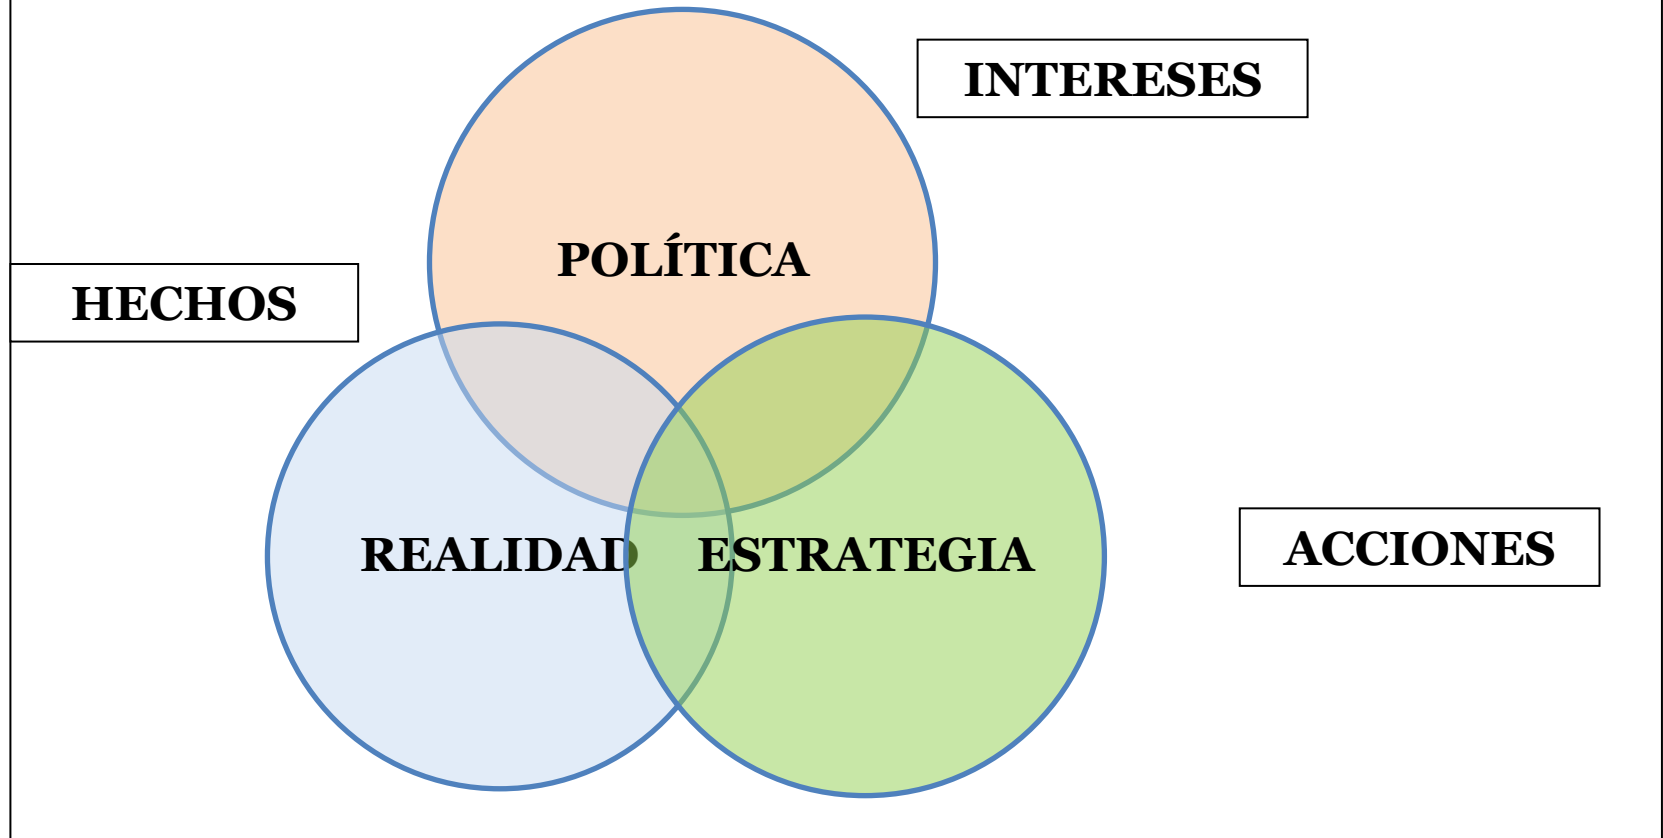 INTERESES
POLÍTICA
HECHOS
REALIDAD
ESTRATEGIA
ACCIONES